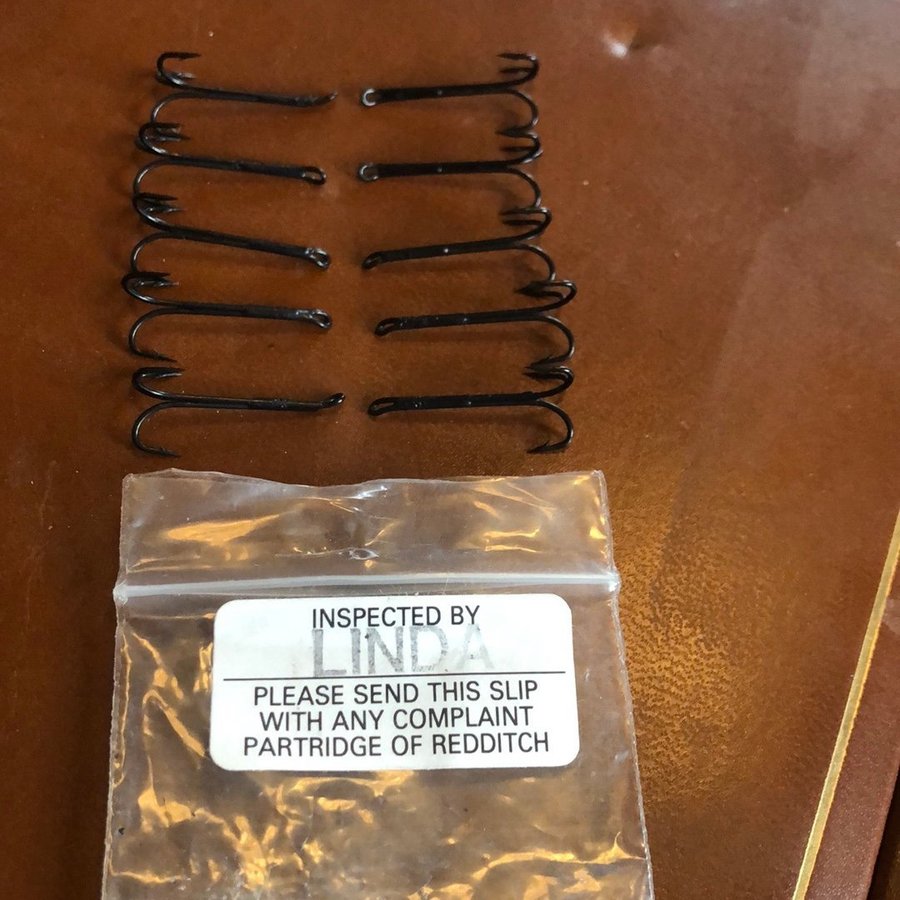 INSPECTED BY
LINDA
PLEASE SEND THIS SLIP
WITH ANY COMPLAINT
PARTRIDGE OF REDDITCH